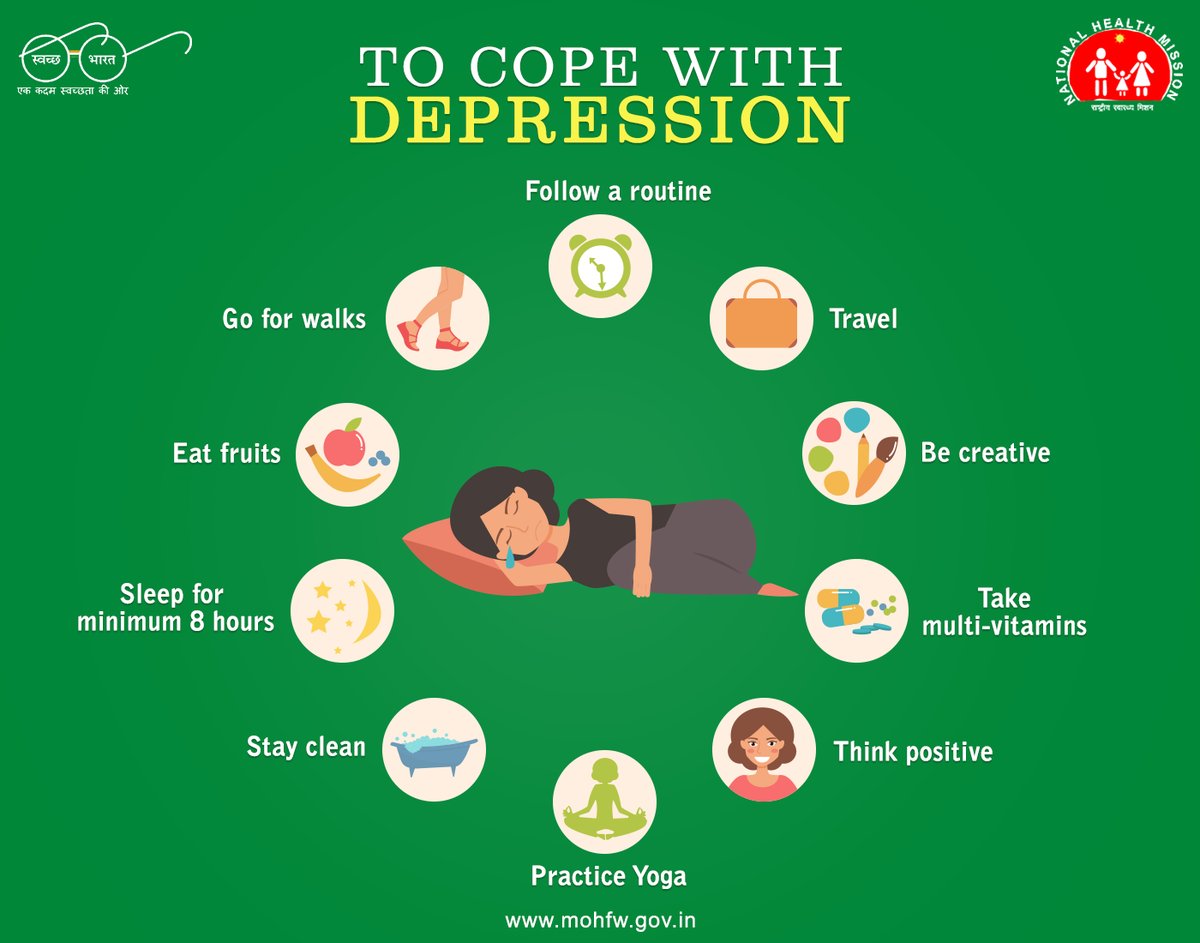 स्वच्छ भारत
एक कदम स्वच्छता की ओर
NATIONAL HEALTH MISSION
राष्ट्रीय स्वास्थ्य मिशन
TO COPE WITH
DEPRESSION
Follow a routine
Go for walks
Travel
Eat fruits
Be creative
Sleep for
minimum 8 hours
Take
multi-vitamins
Stay clean
Think positive
Practice Yoga
www.mohfw.gov.in